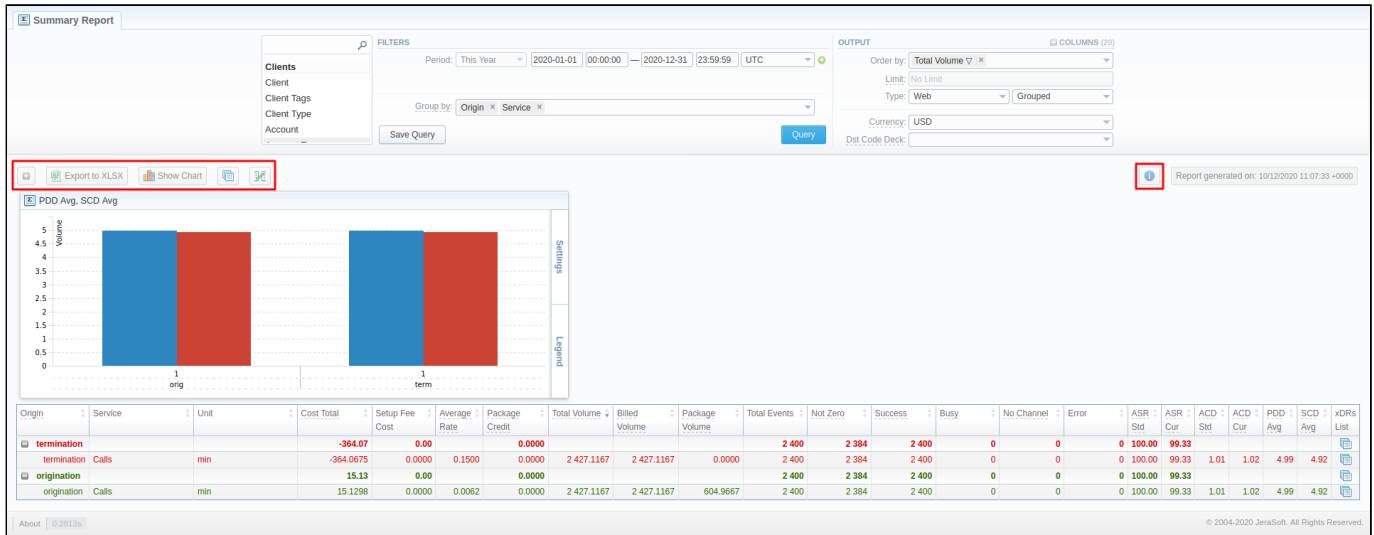 Summary Report
Clients
Client
Client Tags
Client Type
Account
FILTERS
Period: This Year 2020-01-01 00:00:00 — 2020-12-31 23:59:59 UTC
Group by: Origin × Service ×
Save Query Query
OUTPUT COLUMNS (20)
Order by: Total Volume ▽ ×
Limit: No Limit
Type: Web Grouped
Currency: USD
Dst Code Deck:
Export to XLSX Show Chart Report generated on: 10/12/2020 11:07:33 +0000
PDD Avg, SCD Avg
Volume
5
4.5
4
3.5
3
2.5
2
1.5
1
0.5
0
1 1
orig term
Settings
Legend
Origin Service Unit Cost Total Setup Fee Cost Average Rate Package Credit Total Volume Billed Volume Package Volume Total Events Not Zero Success Busy No Channel Error ASR Std ASR Cur ACD Std ACD Cur PDD Avg SCD Avg xDRs List
termination -364.07 0.00 0.0000 2 400 2 384 2 400 0 0 0 100.00 99.33
termination Calls min -364.0675 0.0000 0.1500 0.0000 2 427.1167 2 427.1167 0.0000 2 400 2 384 2 400 0 0 0 100.00 99.33 1.01 1.02 4.99 4.92
origination 15.13 0.00 0.0000 2 400 2 384 2 400 0 0 0 100.00 99.33
origination Calls min 15.1298 0.0000 0.0062 0.0000 2 427.1167 2 427.1167 604.9667 2 400 2 384 2 400 0 0 0 100.00 99.33 1.01 1.02 4.99 4.92
About 0.2813s © 2004-2020 JeraSoft. All Rights Reserved.